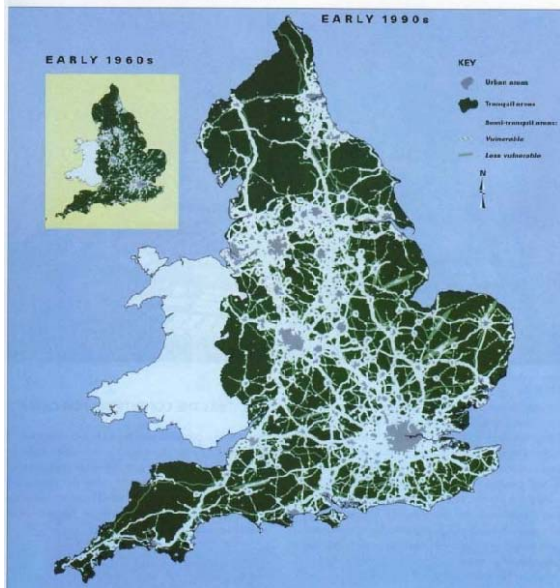 EARLY 1990s
EARLY 1960s
KEY
Urban areas
Tranquil areas
Semi-tranquil areas:
Vulnerable
Less vulnerable
N